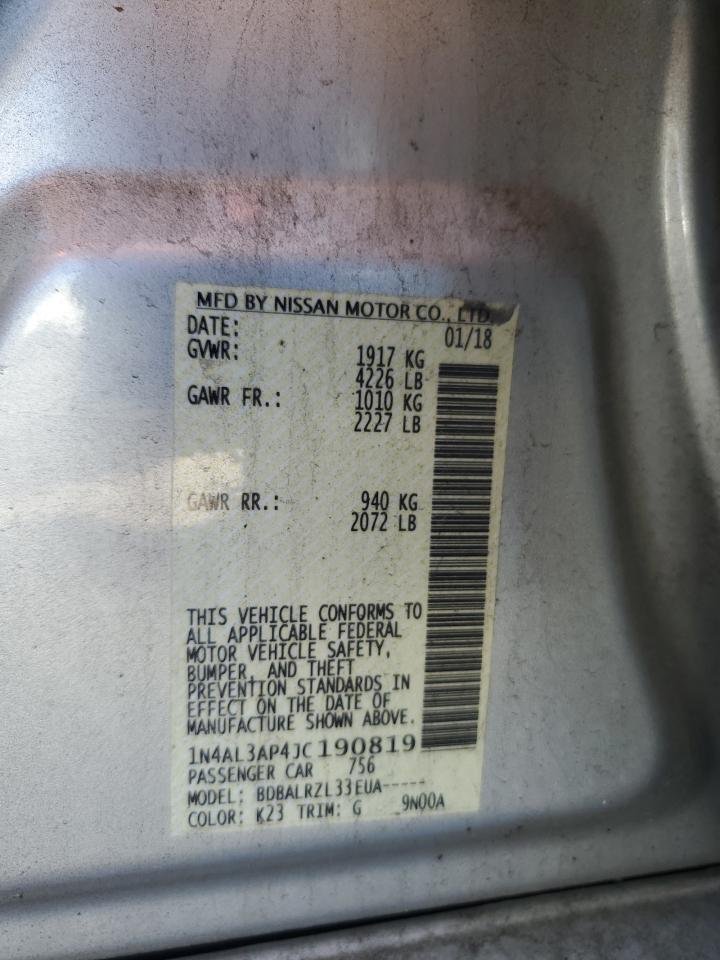 MFD BY NISSAN MOTOR CO., LTD.
DATE: 01/18
GVWR: 1917 KG
4226 LB
GAWR FR.: 1010 KG
2227 LB
GAWR RR.: 940 KG
2072 LB
THIS VEHICLE CONFORMS TO
ALL APPLICABLE FEDERAL
MOTOR VEHICLE SAFETY,
BUMPER, AND THEFT
PREVENTION STANDARDS IN
EFFECT ON THE DATE OF
MANUFACTURE SHOWN ABOVE.
1N4AL3AP4JC190819
PASSENGER CAR 756
MODEL: BDBALRZL33EUA-----
COLOR: K23 TRIM: G 9N00A